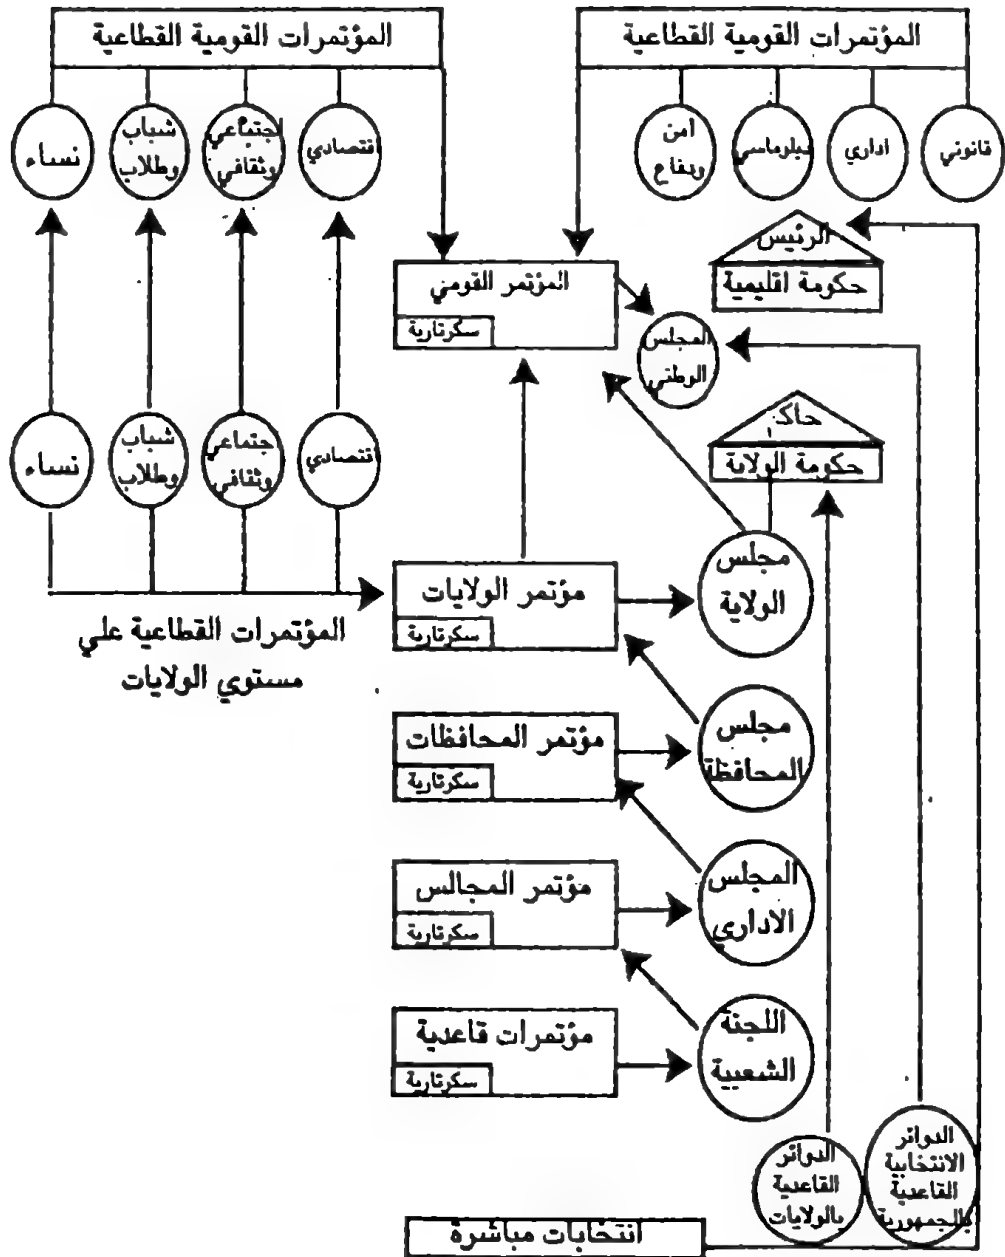 المؤتمرات القومية القطاعية
المؤتمرات القومية القطاعية
قانوني
اداري
دبلوماسي
أمن
ودفاع
اقتصادي
اجتماعي
وثقافي
شباب
وطلاب
نساء
الرئيس
حكومة اقليمية
المؤتمر القومي
سكرتارية
المجلس
الوطني
حاكم
حكومة الولاية
اقتصادي
جتماعي
وثقافي
شباب
وطلاب
نساء
مجلس
الولاية
مؤتمر الولايات
سكرتارية
المؤتمرات القطاعية علي
مستوي الولايات
مجلس
المحافظة
مؤتمر المحافظات
سكرتارية
المجلس
الاداري
مؤتمر المجالس
سكرتارية
اللجنة
الشعبية
مؤتمرات قاعدية
سكرتارية
الدوائر
الانتخابية
القاعدية
بالجمهورية
الدوائر
القاعدية
بالولايات
انتخابات مباشرة